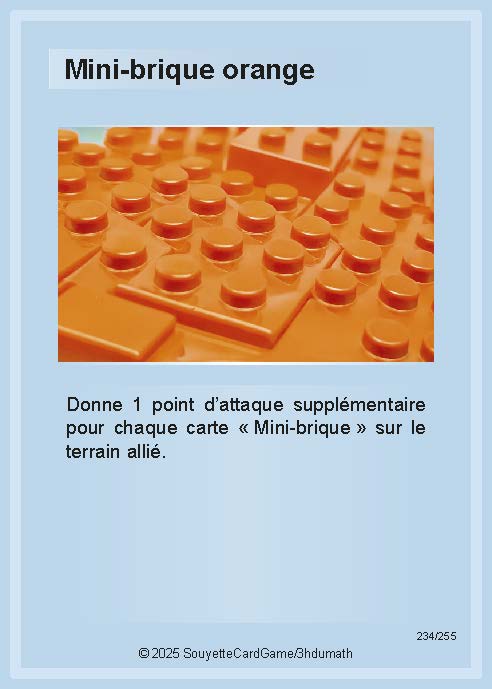 Mini-brique orange
Donne 1 point d’attaque supplémentaire
pour chaque carte « Mini-brique » sur le
terrain allié.
234/255
© 2025 SouyetteCardGame/3hdumath